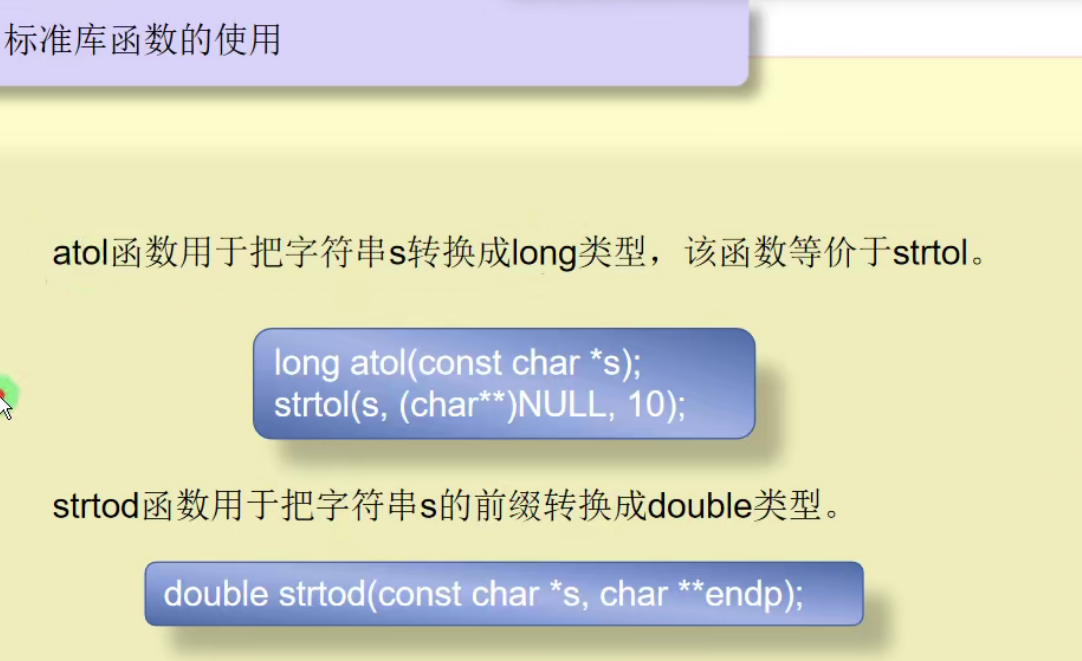 标准库函数的使用
atol函数用于把字符串s转换成long类型，该函数等价于strtol。
long atol(const char *s);
strtol(s, (char**)NULL, 10);
strtod函数用于把字符串s的前缀转换成double类型。
double strtod(const char *s, char **endp);